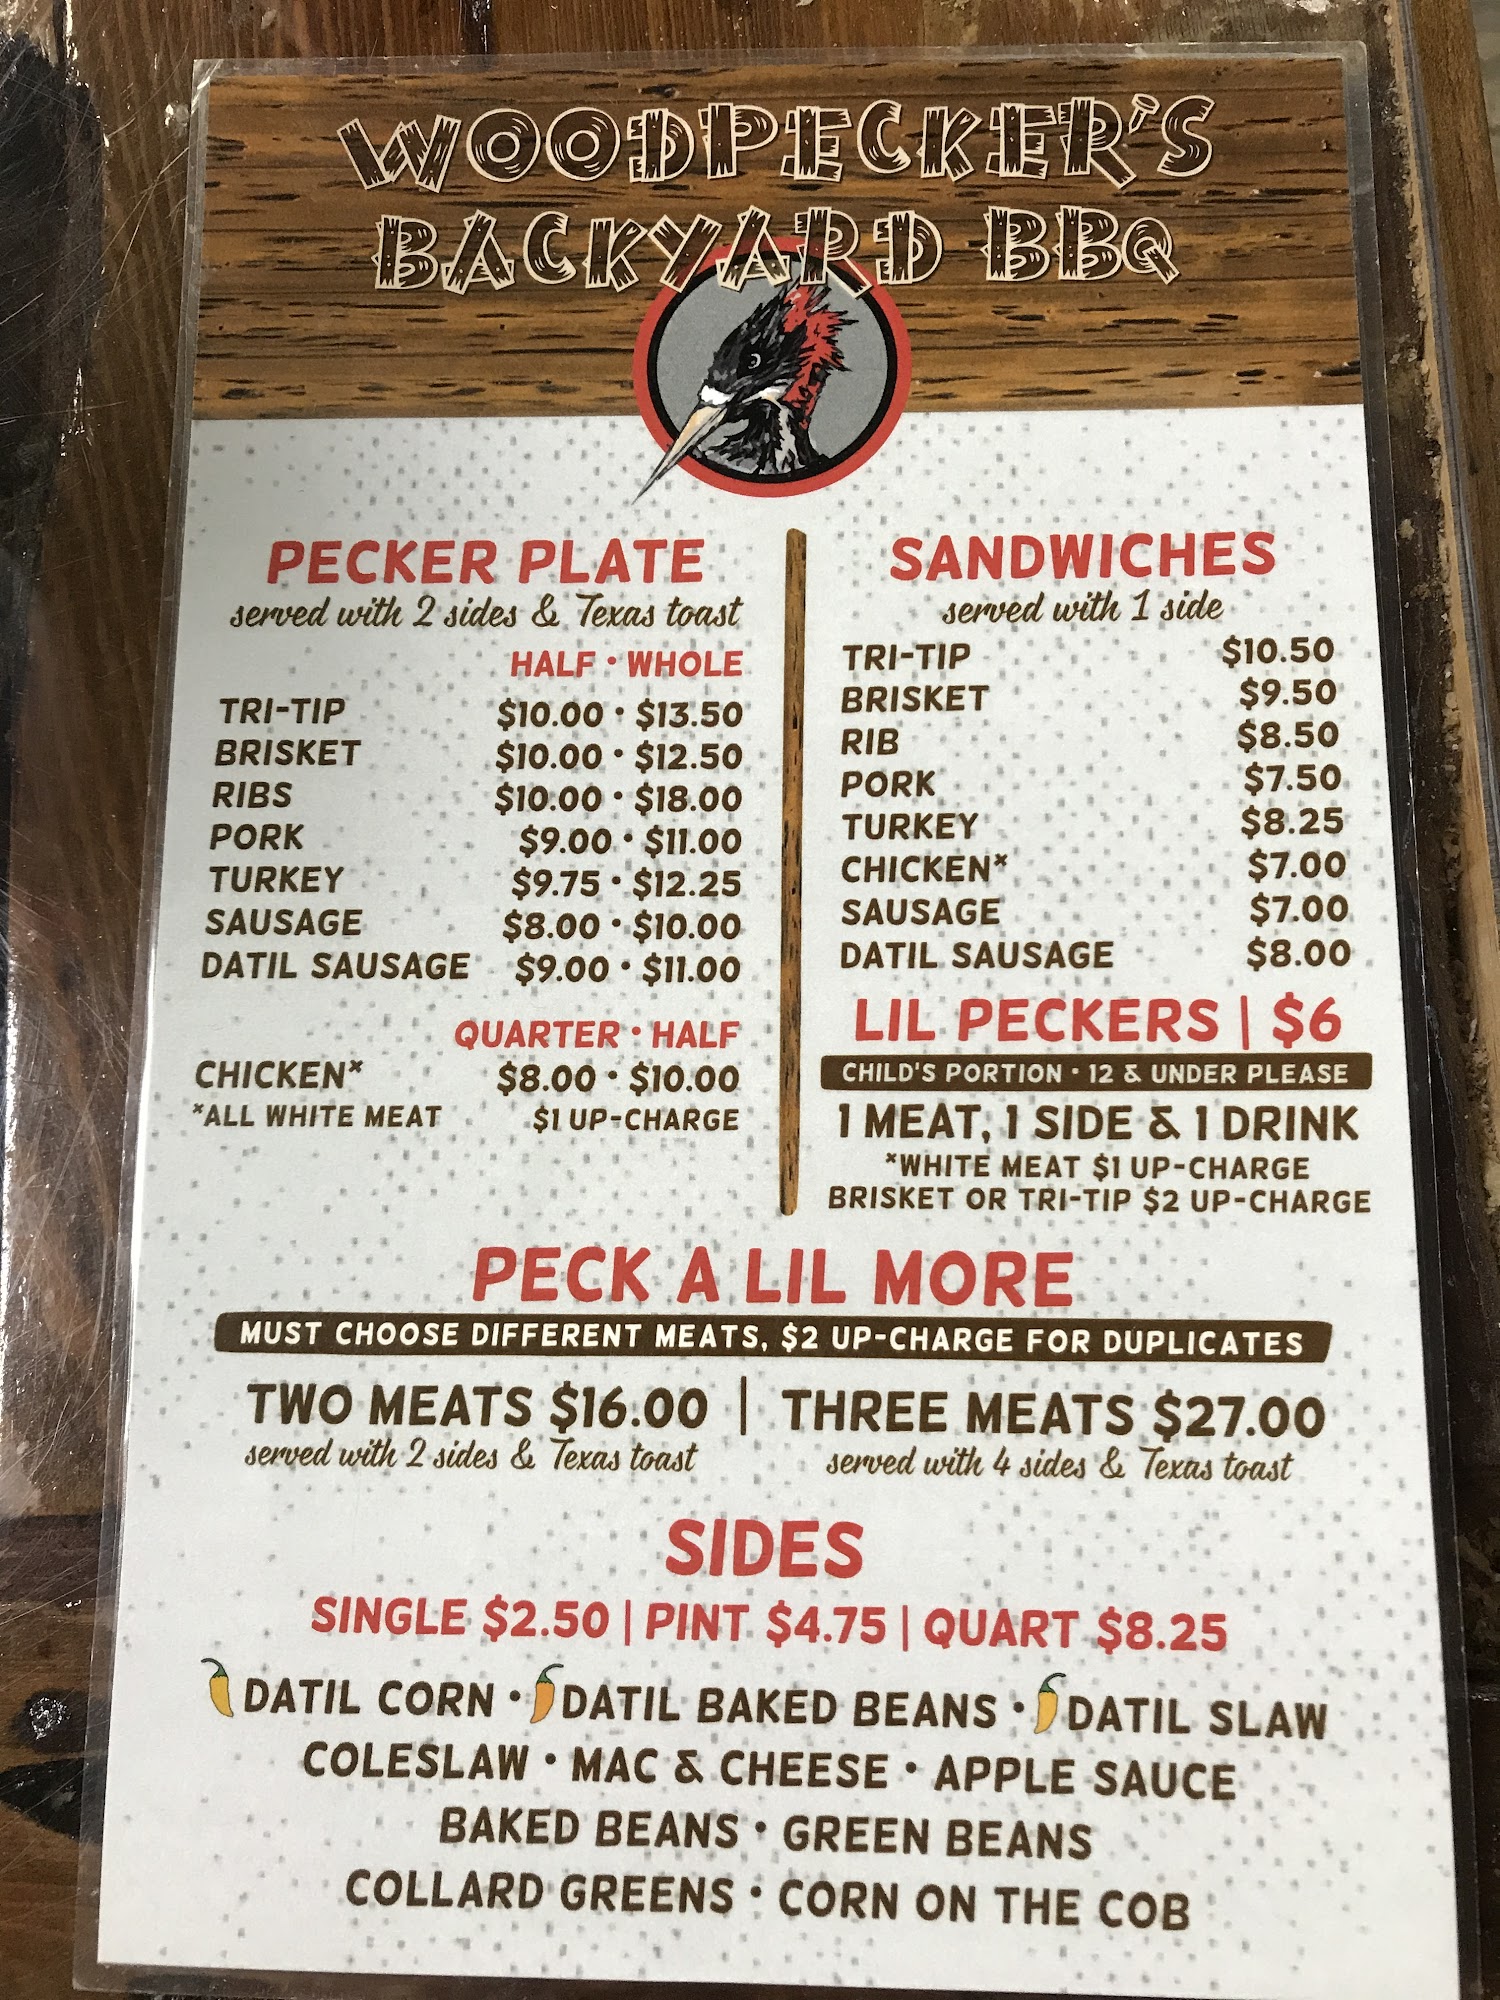 WOODPECKER'S
BACKYARD BBQ
PECKER PLATE
served with 2 sides & Texas toast
HALF • WHOLE
TRI-TIP $10.00 • $13.50
BRISKET $10.00 • $12.50
RIBS $10.00 • $18.00
PORK $9.00 • $11.00
TURKEY $9.75 • $12.25
SAUSAGE $8.00 • $10.00
DATIL SAUSAGE $9.00 • $11.00
QUARTER • HALF
CHICKEN* $8.00 • $10.00
*ALL WHITE MEAT $1 UP-CHARGE
SANDWICHES
served with 1 side
TRI-TIP $10.50
BRISKET $9.50
RIB $8.50
PORK $7.50
TURKEY $8.25
CHICKEN* $7.00
SAUSAGE $7.00
DATIL SAUSAGE $8.00
LIL PECKERS | $6
CHILD'S PORTION • 12 & UNDER PLEASE
1 MEAT, 1 SIDE & 1 DRINK
*WHITE MEAT $1 UP-CHARGE
BRISKET OR TRI-TIP $2 UP-CHARGE
PECK A LIL MORE
MUST CHOOSE DIFFERENT MEATS, $2 UP-CHARGE FOR DUPLICATES
TWO MEATS $16.00 | THREE MEATS $27.00
served with 2 sides & Texas toast served with 4 sides & Texas toast
SIDES
SINGLE $2.50 | PINT $4.75 | QUART $8.25
DATIL CORN • DATIL BAKED BEANS • DATIL SLAW
COLESLAW • MAC & CHEESE • APPLE SAUCE
BAKED BEANS • GREEN BEANS
COLLARD GREENS • CORN ON THE COB